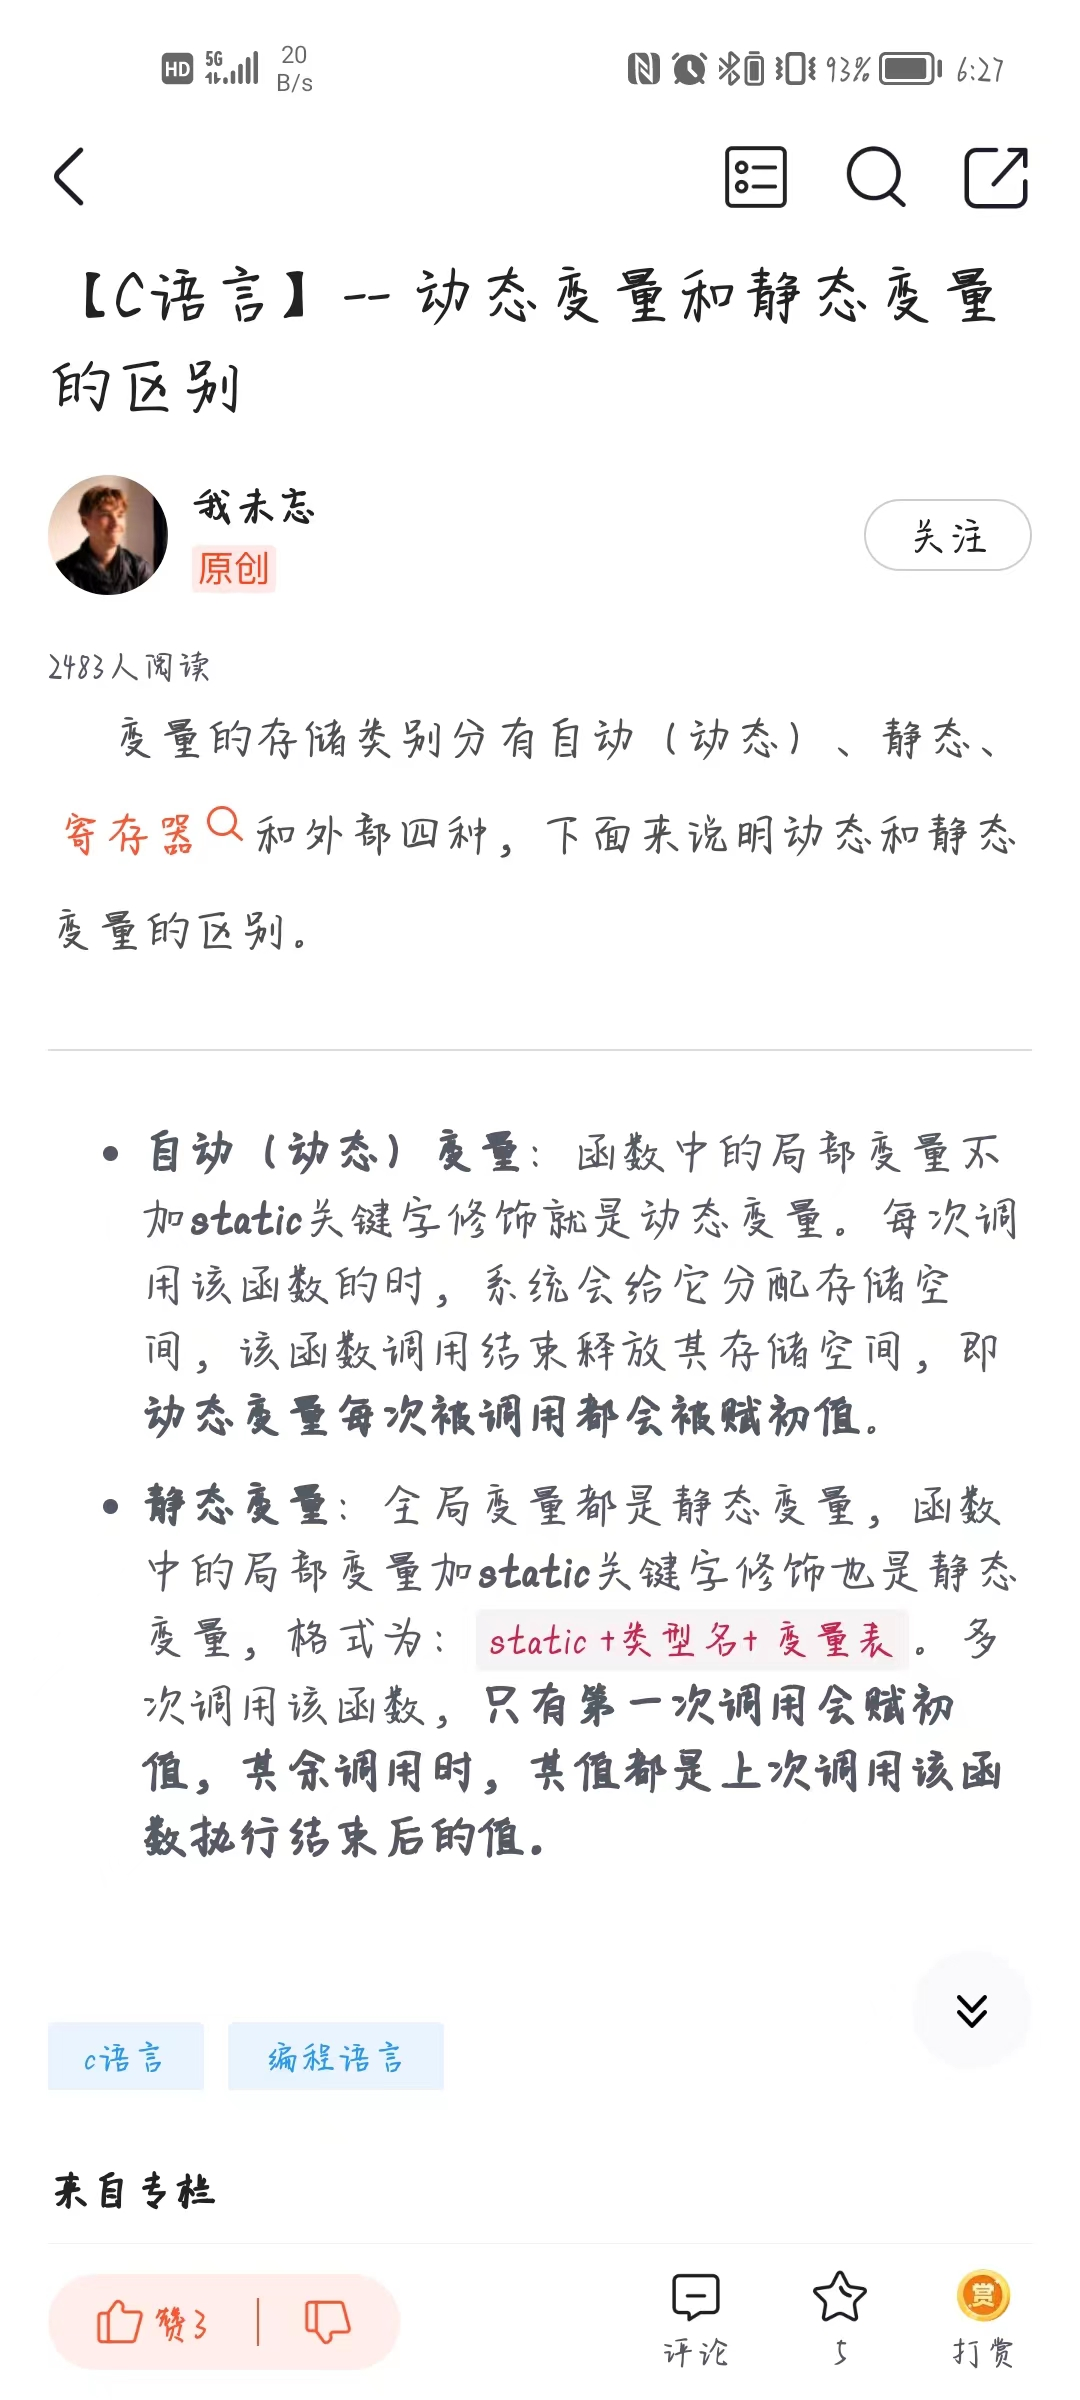 HD 5G 20 B/s 93% 6:27
【C语言】-- 动态变量和静态变量
的区别
我未忘
原创
关注
2483人阅读
变量的存储类别分有自动（动态）、静态、
寄存器 和外部四种，下面来说明动态和静态
变量的区别。
• 自动（动态）变量：函数中的局部变量不
加static关键字修饰就是动态变量。每次调
用该函数的时，系统会给它分配存储空
间，该函数调用结束释放其存储空间，即
动态变量每次被调用都会被赋初值。
• 静态变量：全局变量都是静态变量，函数
中的局部变量加static关键字修饰也是静态
变量，格式为： static +类型名+ 变量表 。多
次调用该函数，只有第一次调用会赋初
值，其余调用时，其值都是上次调用该函
数执行结束后的值。
c语言 编程语言
来自专栏
赞3
评论 5 打赏
赏